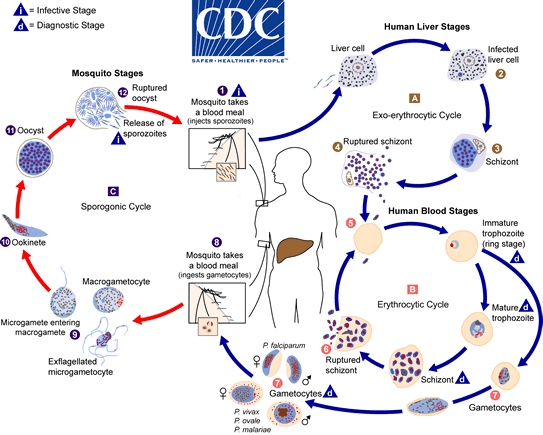 i = Infective Stage
d = Diagnostic Stage
CDC
SAFER • HEALTHIER • PEOPLE™
Human Liver Stages
Liver cell
Infected
liver cell
2
A
Exo-erythrocytic Cycle
4 Ruptured schizont
3
Schizont
Mosquito Stages
12 Ruptured
oocyst
11 Oocyst
Release of
sporozoites
i
1 i
Mosquito takes
a blood meal
(injects sporozoites)
C
Sporogonic Cycle
10 Ookinete
8
Mosquito takes
a blood meal
(ingests gametocytes)
Macrogametocyte
Microgamete entering
macrogamete
9
Exflagellated
microgametocyte
Human Blood Stages
5
Immature
trophozoite
(ring stage)
d
B
Erythrocytic Cycle
Mature d
trophozoite
6
Ruptured
schizont
Schizont d
d
7
Gametocytes
P. falciparum
♀
♂
7
Gametocytes d
♀
♂
P. vivax
P. ovale
P. malariae